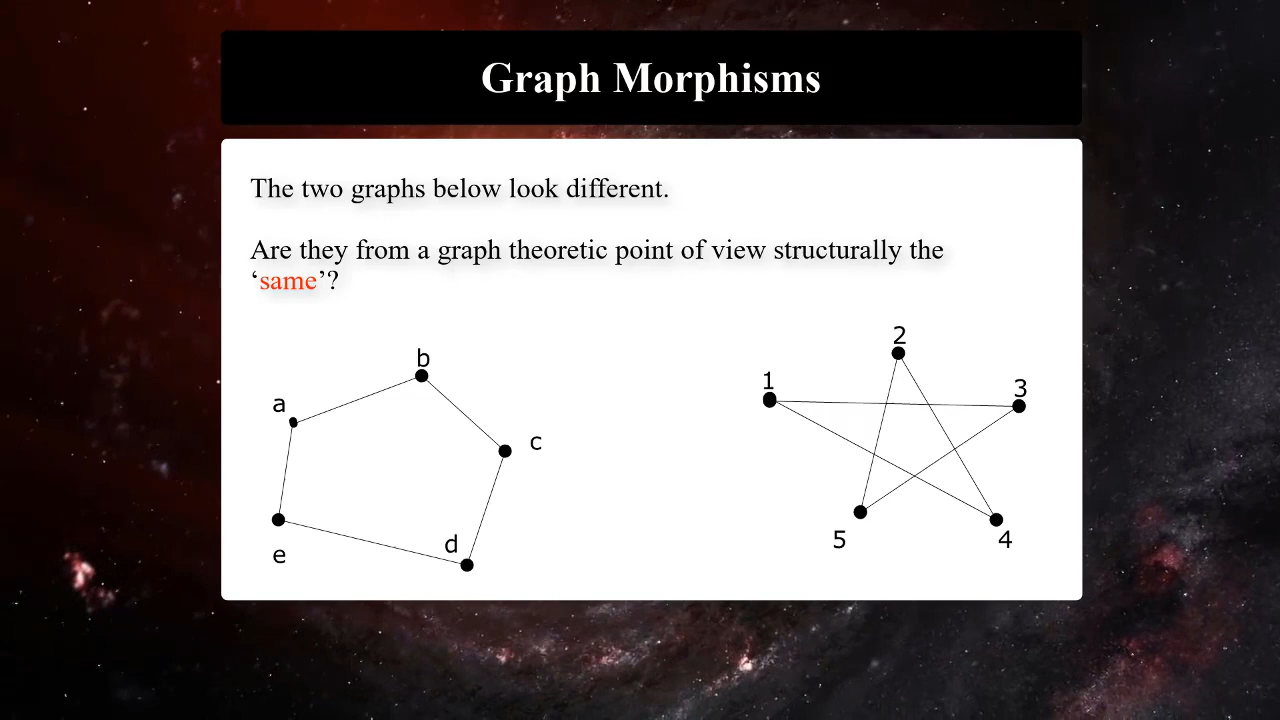 Graph Morphisms
The two graphs below look different.
Are they from a graph theoretic point of view structurally the
‘same’?
b
a
c
d
e
2
1
3
5
4